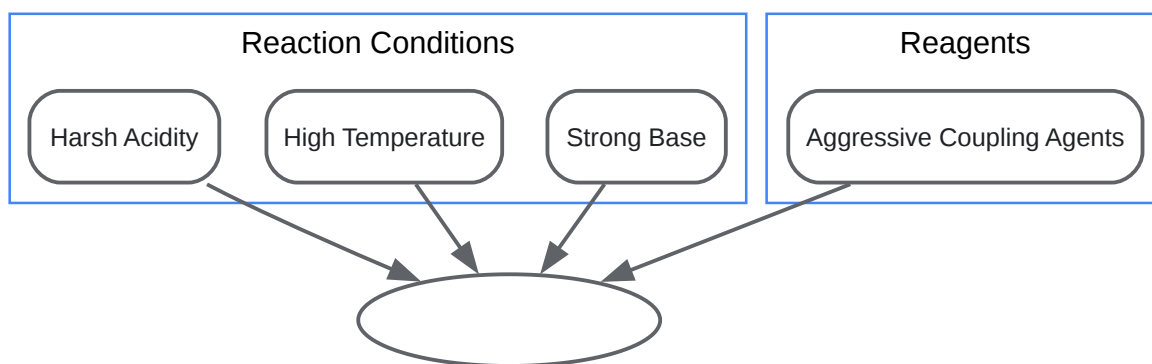 Reaction Conditions
Reagents
Harsh Acidity
High Temperature
Strong Base
Aggressive Coupling Agents